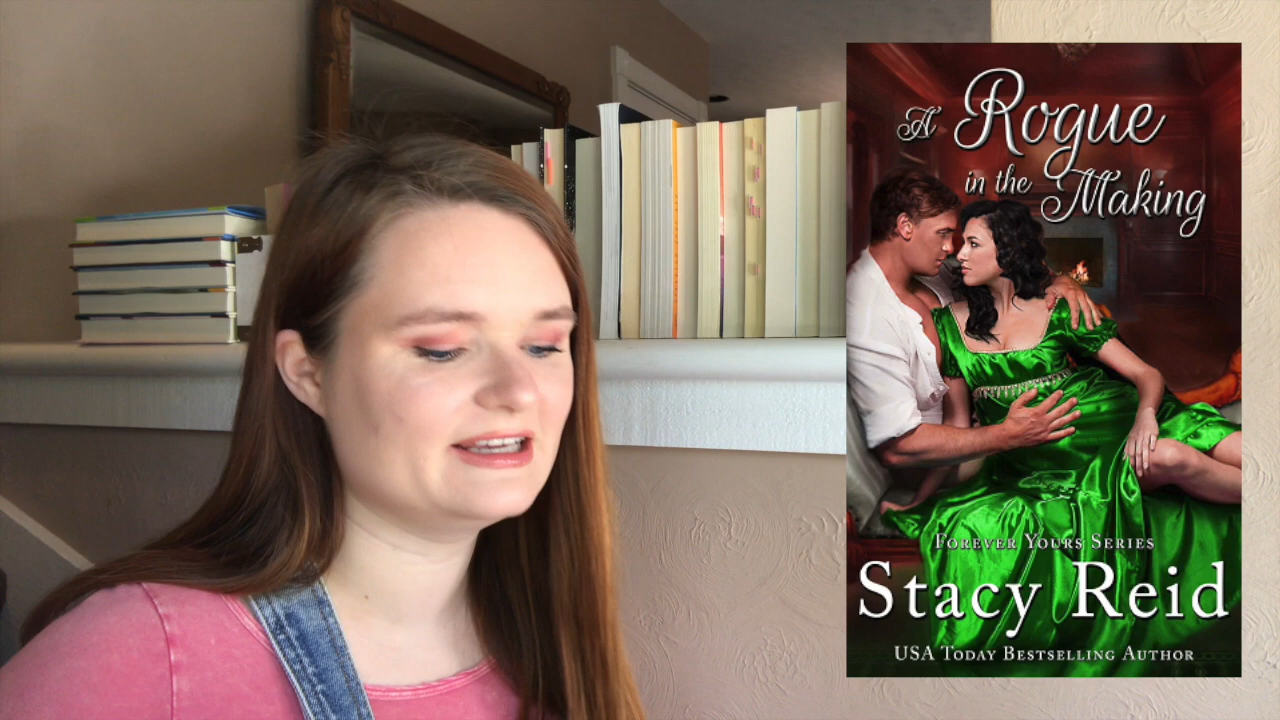 A Rogue
in the
Making
Forever Yours Series
Stacy Reid
USA Today Bestselling Author